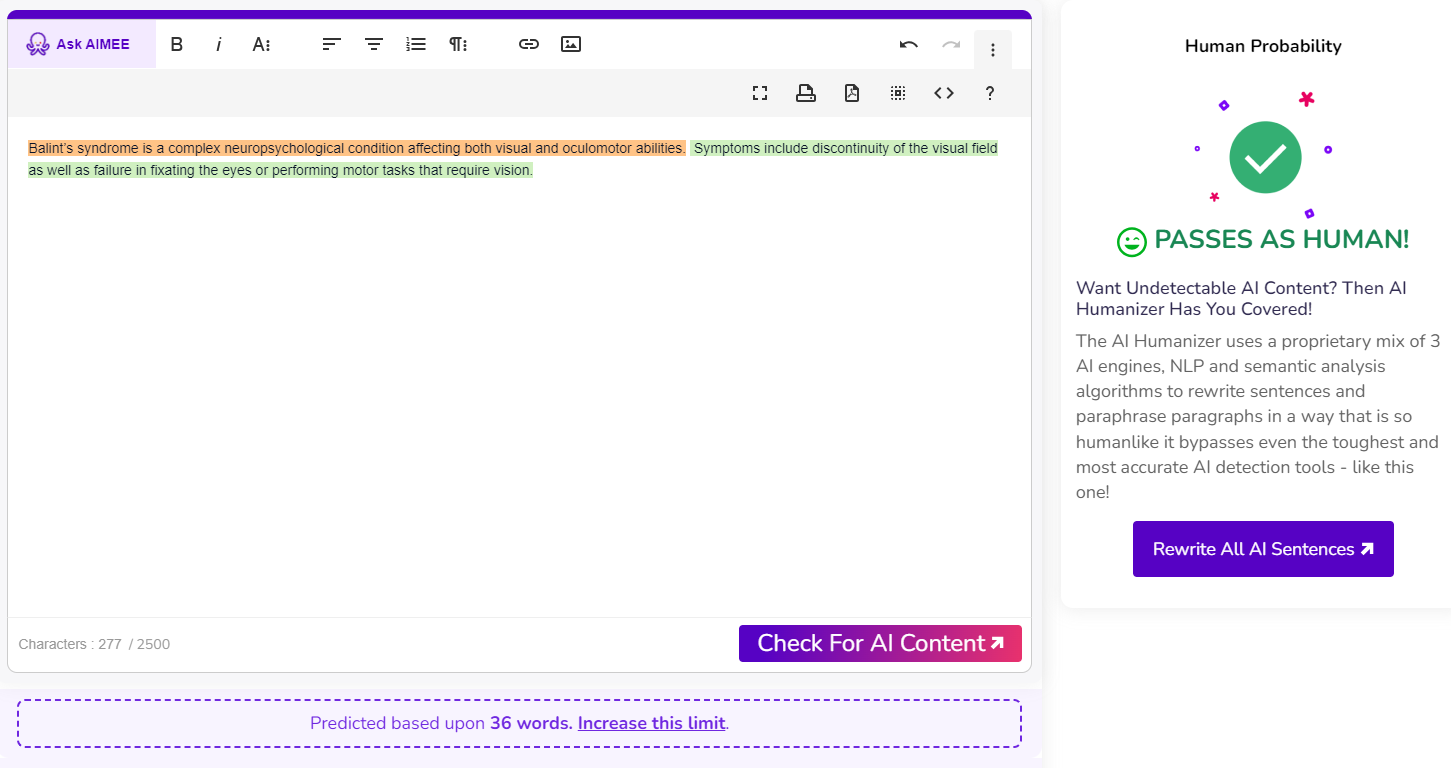 Ask AIMEE B i A
Human Probability
?
Balint's syndrome is a complex neuropsychological condition affecting both visual and oculomotor abilities. Symptoms include discontinuity of the visual field
as well as failure in fixating the eyes or performing motor tasks that require vision.
PASSES AS HUMAN!
Want Undetectable AI Content? Then AI
Humanizer Has You Covered!
The AI Humanizer uses a proprietary mix of 3
AI engines, NLP and semantic analysis
algorithms to rewrite sentences and
paraphrase paragraphs in a way that is so
humanlike it bypasses even the toughest and
most accurate AI detection tools - like this
one!
Rewrite All AI Sentences
Characters : 277 / 2500
Check For AI Content
Predicted based upon 36 words. Increase this limit.